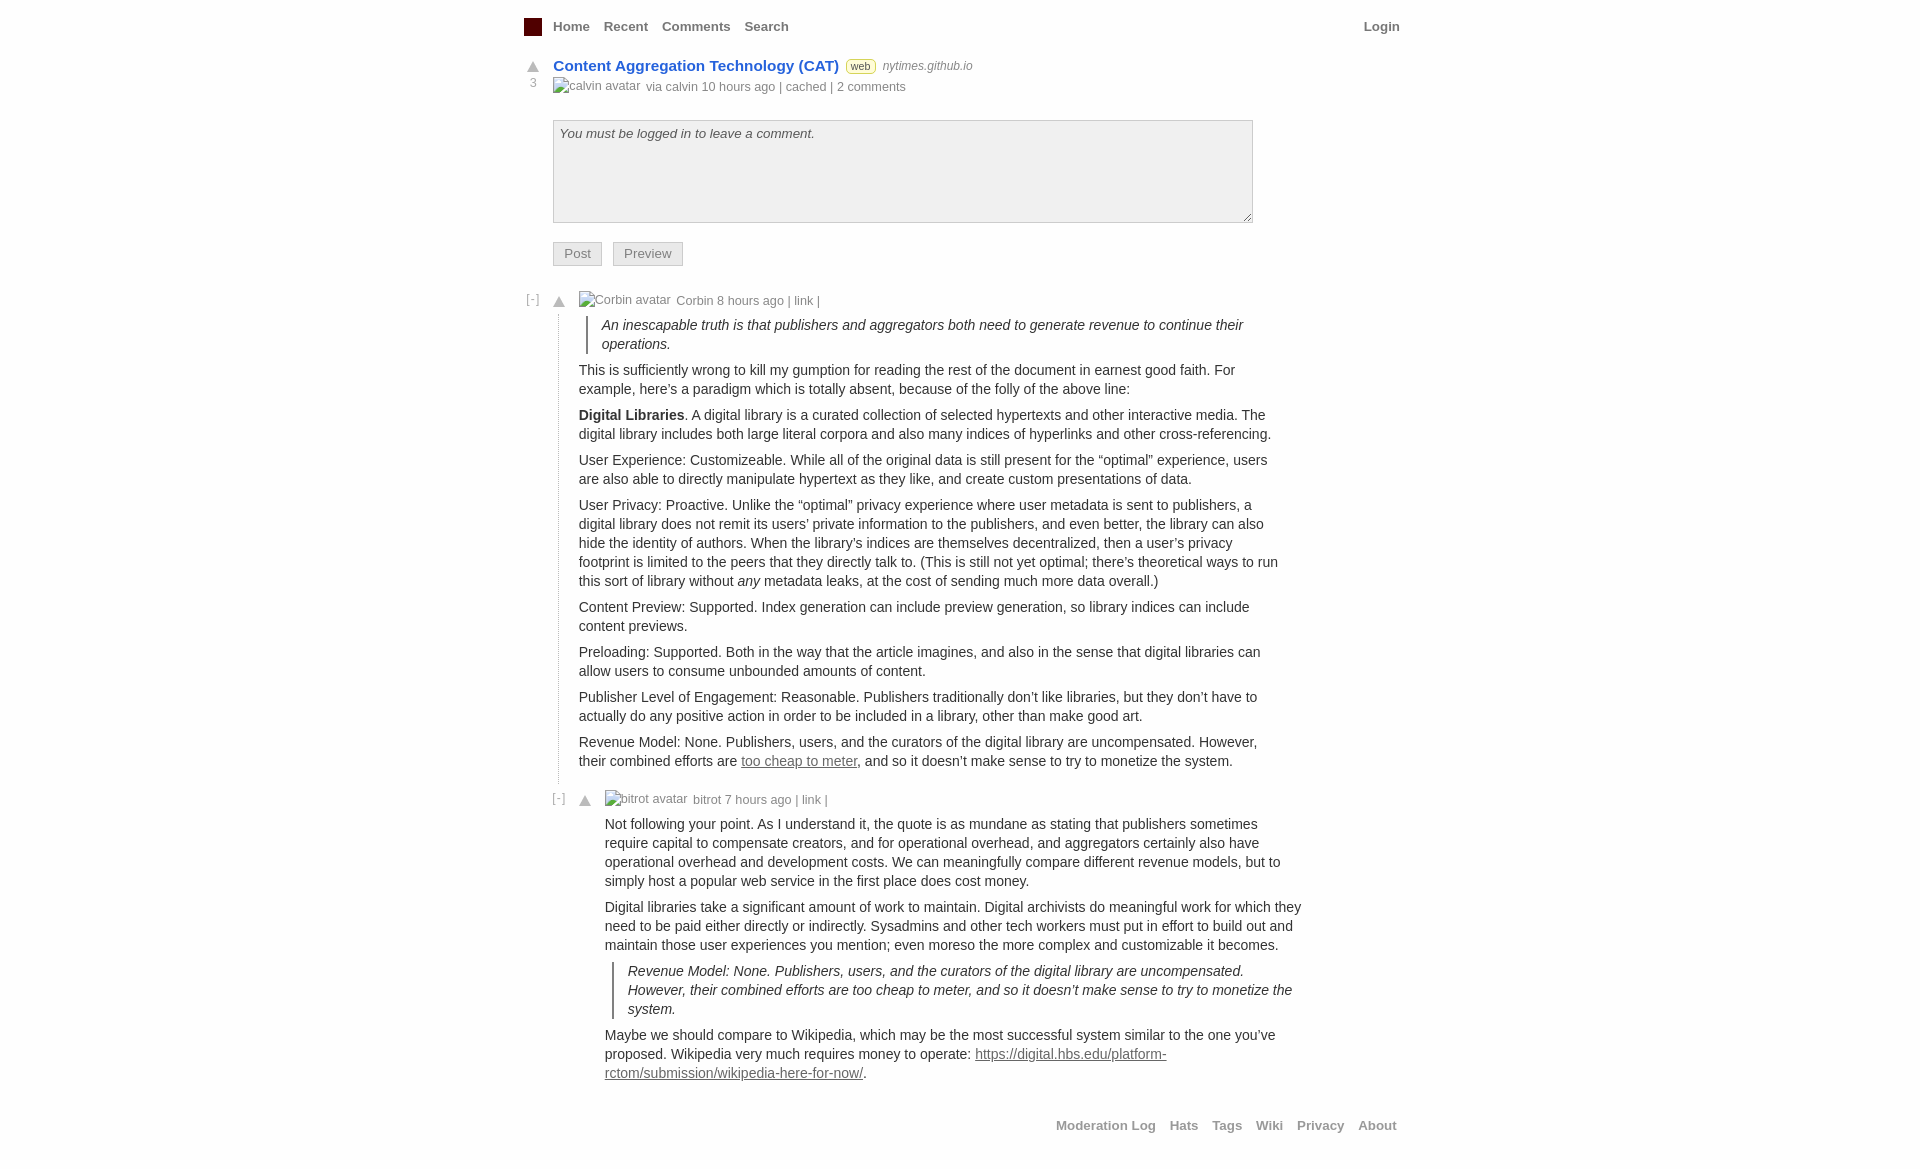 Home Recent Comments Search Login
Content Aggregation Technology (CAT) web nytimes.github.io
3
calvin avatar via calvin 10 hours ago | cached | 2 comments
You must be logged in to leave a comment.
Post Preview
[-] Corbin avatar Corbin 8 hours ago | link |
An inescapable truth is that publishers and aggregators both need to generate revenue to continue their
operations.
This is sufficiently wrong to kill my gumption for reading the rest of the document in earnest good faith. For
example, here’s a paradigm which is totally absent, because of the folly of the above line:
Digital Libraries. A digital library is a curated collection of selected hypertexts and other interactive media. The
digital library includes both large literal corpora and also many indices of hyperlinks and other cross-referencing.
User Experience: Customizeable. While all of the original data is still present for the “optimal” experience, users
are also able to directly manipulate hypertext as they like, and create custom presentations of data.
User Privacy: Proactive. Unlike the “optimal” privacy experience where user metadata is sent to publishers, a
digital library does not remit its users’ private information to the publishers, and even better, the library can also
hide the identity of authors. When the library’s indices are themselves decentralized, then a user’s privacy
footprint is limited to the peers that they directly talk to. (This is still not yet optimal; there’s theoretical ways to run
this sort of library without any metadata leaks, at the cost of sending much more data overall.)
Content Preview: Supported. Index generation can include preview generation, so library indices can include
content previews.
Preloading: Supported. Both in the way that the article imagines, and also in the sense that digital libraries can
allow users to consume unbounded amounts of content.
Publisher Level of Engagement: Reasonable. Publishers traditionally don’t like libraries, but they don’t have to
actually do any positive action in order to be included in a library, other than make good art.
Revenue Model: None. Publishers, users, and the curators of the digital library are uncompensated. However,
their combined efforts are too cheap to meter, and so it doesn’t make sense to try to monetize the system.
[-] bitrot avatar bitrot 7 hours ago | link |
Not following your point. As I understand it, the quote is as mundane as stating that publishers sometimes
require capital to compensate creators, and for operational overhead, and aggregators certainly also have
operational overhead and development costs. We can meaningfully compare different revenue models, but to
simply host a popular web service in the first place does cost money.
Digital libraries take a significant amount of work to maintain. Digital archivists do meaningful work for which they
need to be paid either directly or indirectly. Sysadmins and other tech workers must put in effort to build out and
maintain those user experiences you mention; even moreso the more complex and customizable it becomes.
Revenue Model: None. Publishers, users, and the curators of the digital library are uncompensated.
However, their combined efforts are too cheap to meter, and so it doesn’t make sense to try to monetize the
system.
Maybe we should compare to Wikipedia, which may be the most successful system similar to the one you’ve
proposed. Wikipedia very much requires money to operate: https://digital.hbs.edu/platform-
rctom/submission/wikipedia-here-for-now/.
Moderation Log Hats Tags Wiki Privacy About